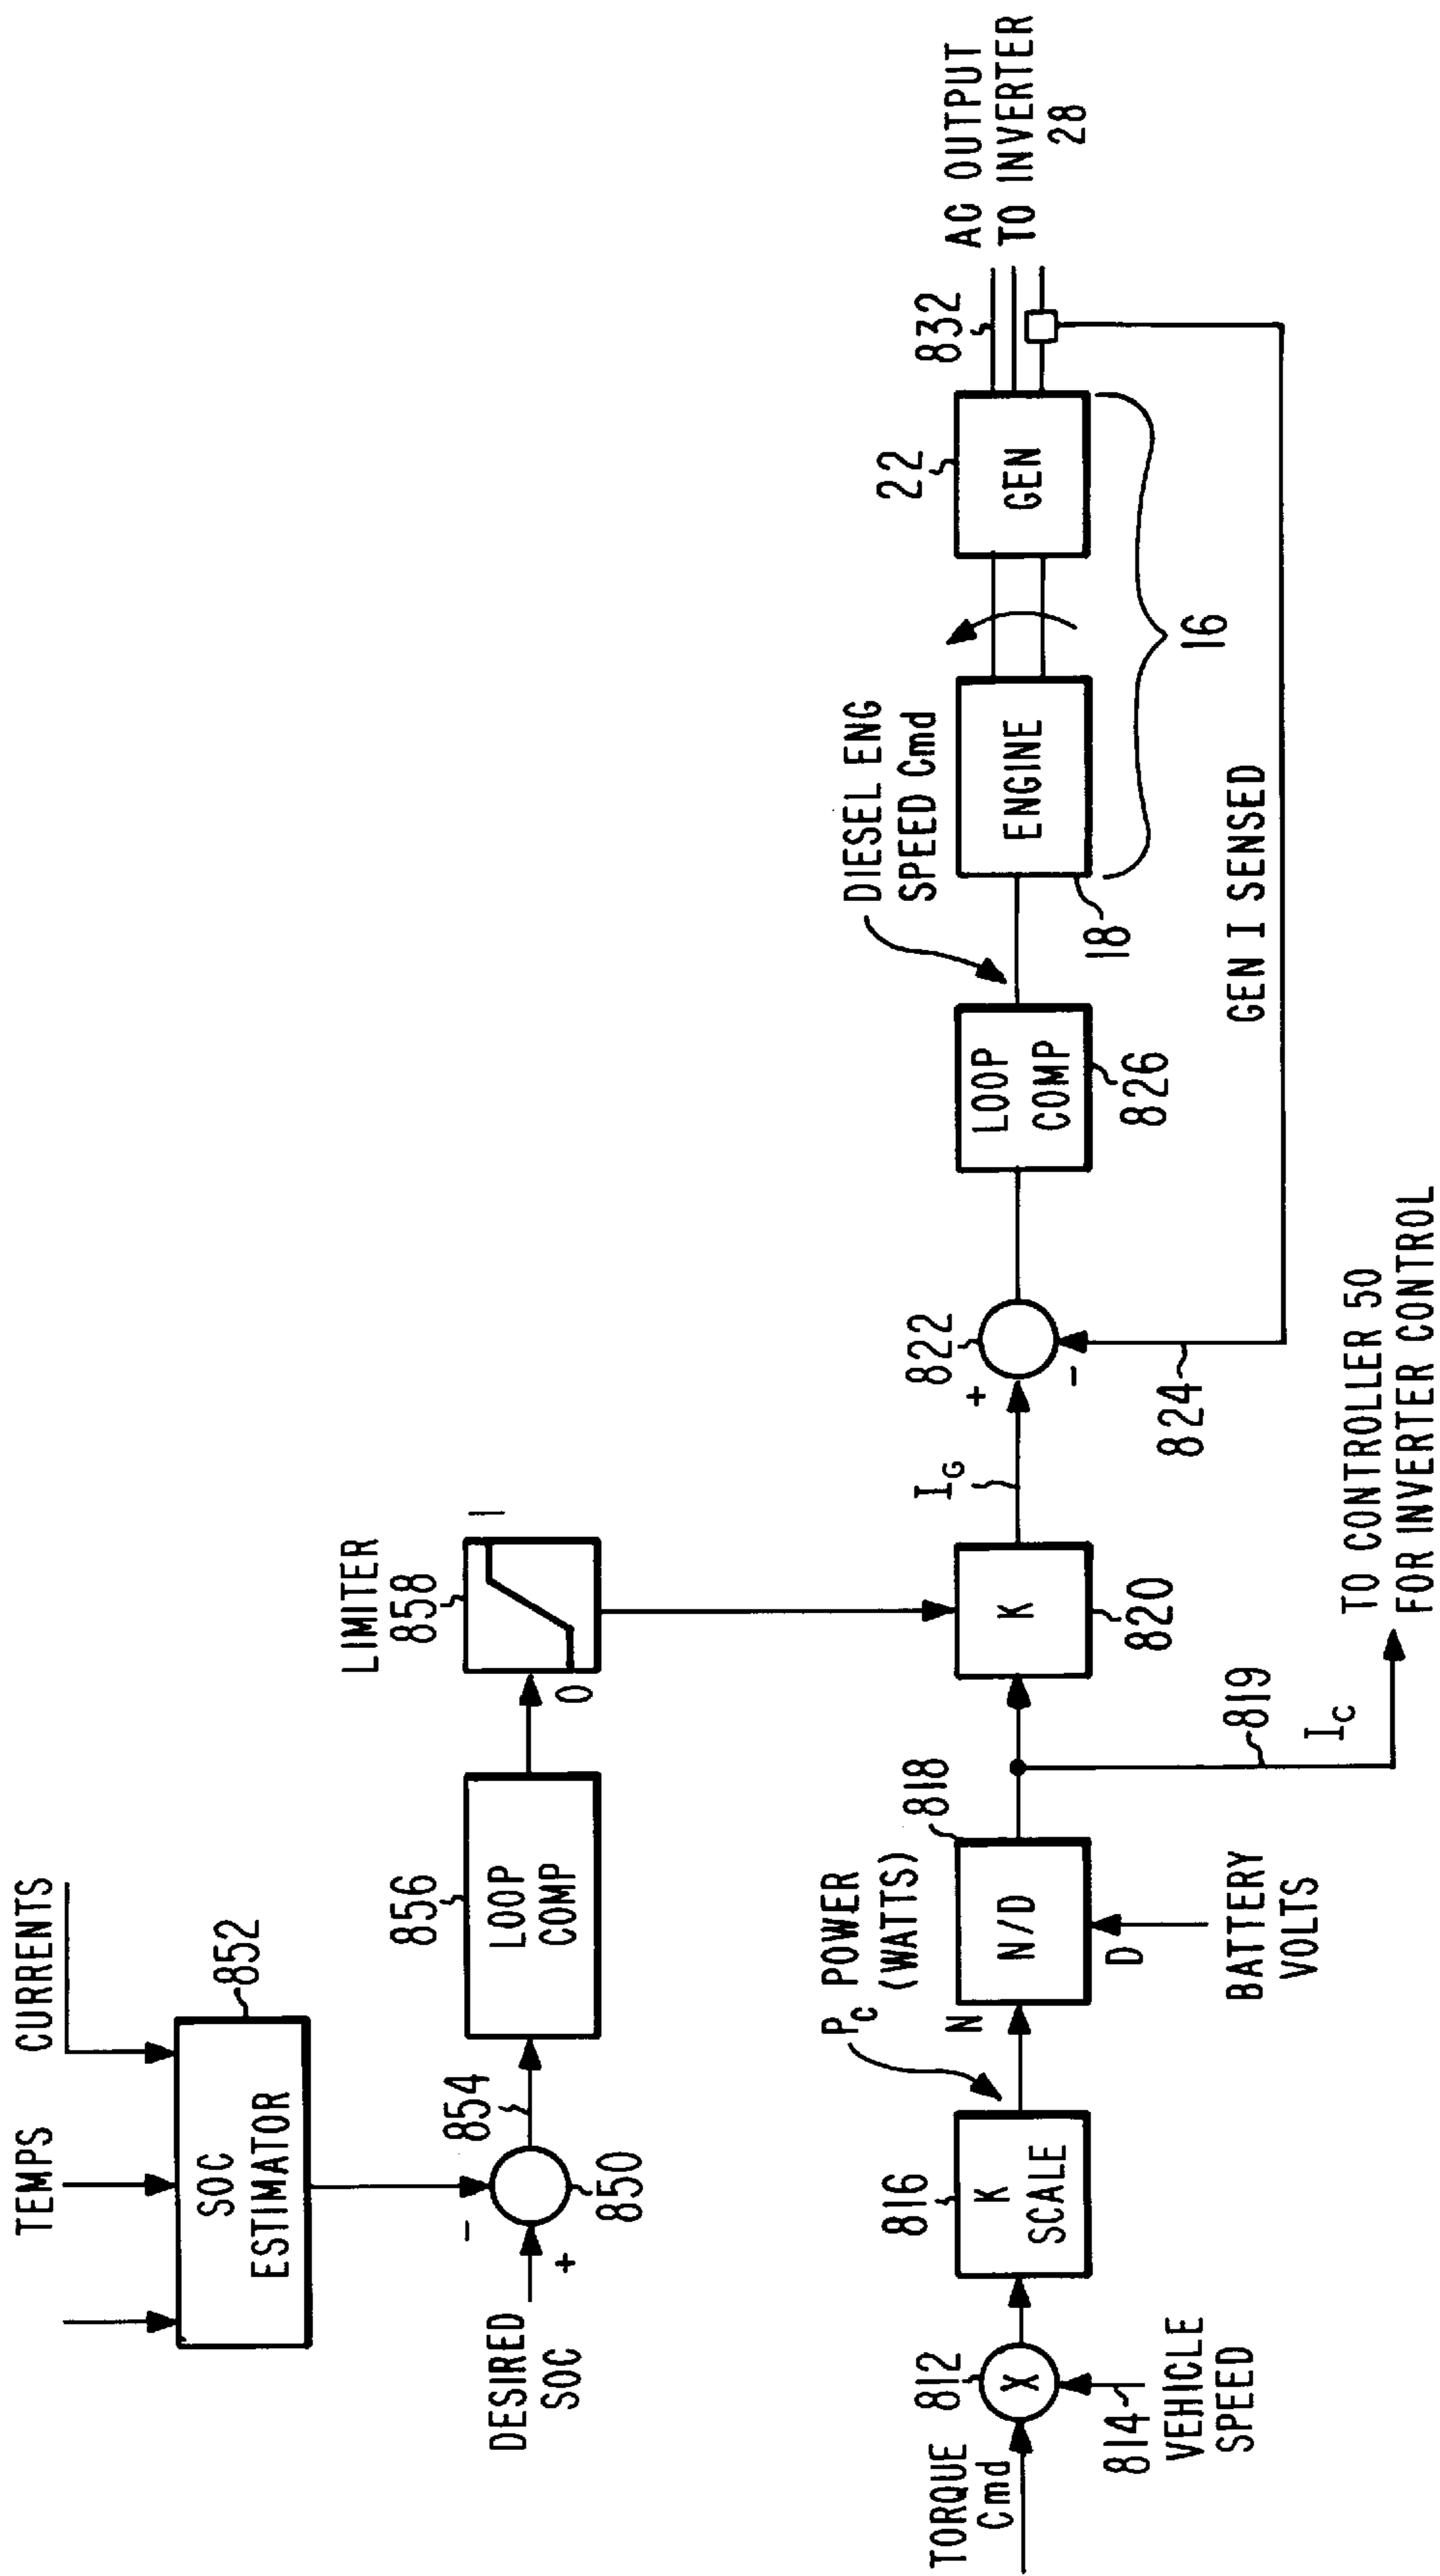 TEMPS
CURRENTS
SOC
ESTIMATOR
852
DESIRED
SOC
+
-
850
854
856
LOOP
COMP
LIMITER
858
0
1
TORQUE
Cmd
812
X
814
VEHICLE
SPEED
816
K
SCALE
PC POWER
(WATTS)
N
818
N/D
D
BATTERY
VOLTS
819
IC
TO CONTROLLER 50
FOR INVERTER CONTROL
K
820
IG
822
+
-
824
LOOP
COMP
826
DIESEL ENG
SPEED Cmd
ENGINE
18
16
22
GEN
832
GEN I SENSED
AC OUTPUT
TO INVERTER
28